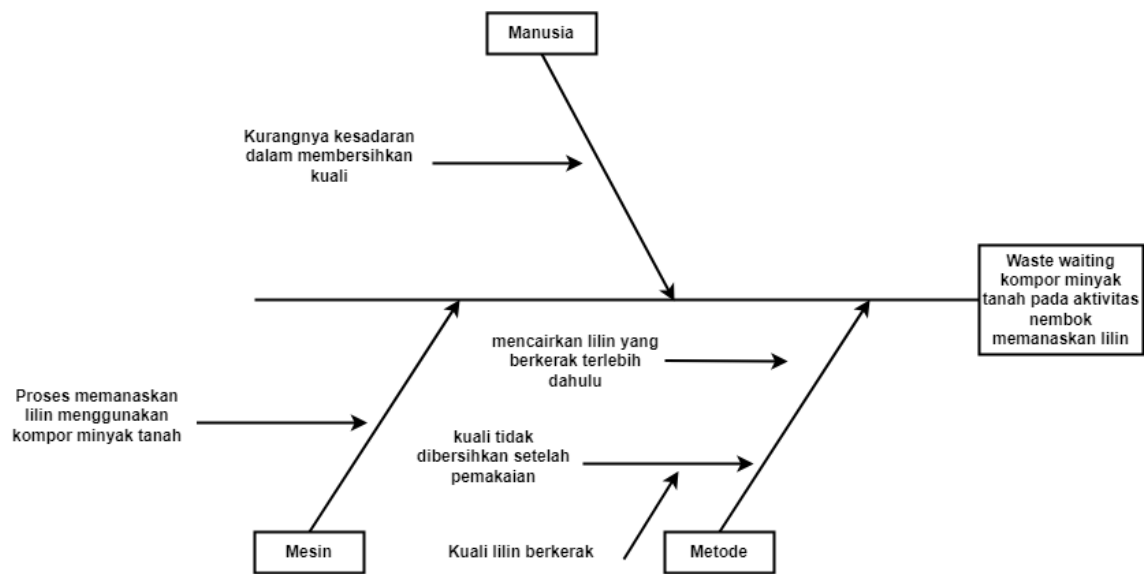 Manusia
Kurangnya kesadaran
dalam membersihkan
kuali
Waste waiting
kompor minyak
tanah pada aktivitas
nembok
memanaskan lilin
mencairkan lilin yang
berkerak terlebih
dahulu
Proses memanaskan
lilin menggunakan
kompor minyak tanah
kuali tidak
dibersihkan setelah
pemakaian
Kuali lilin berkerak
Mesin
Metode